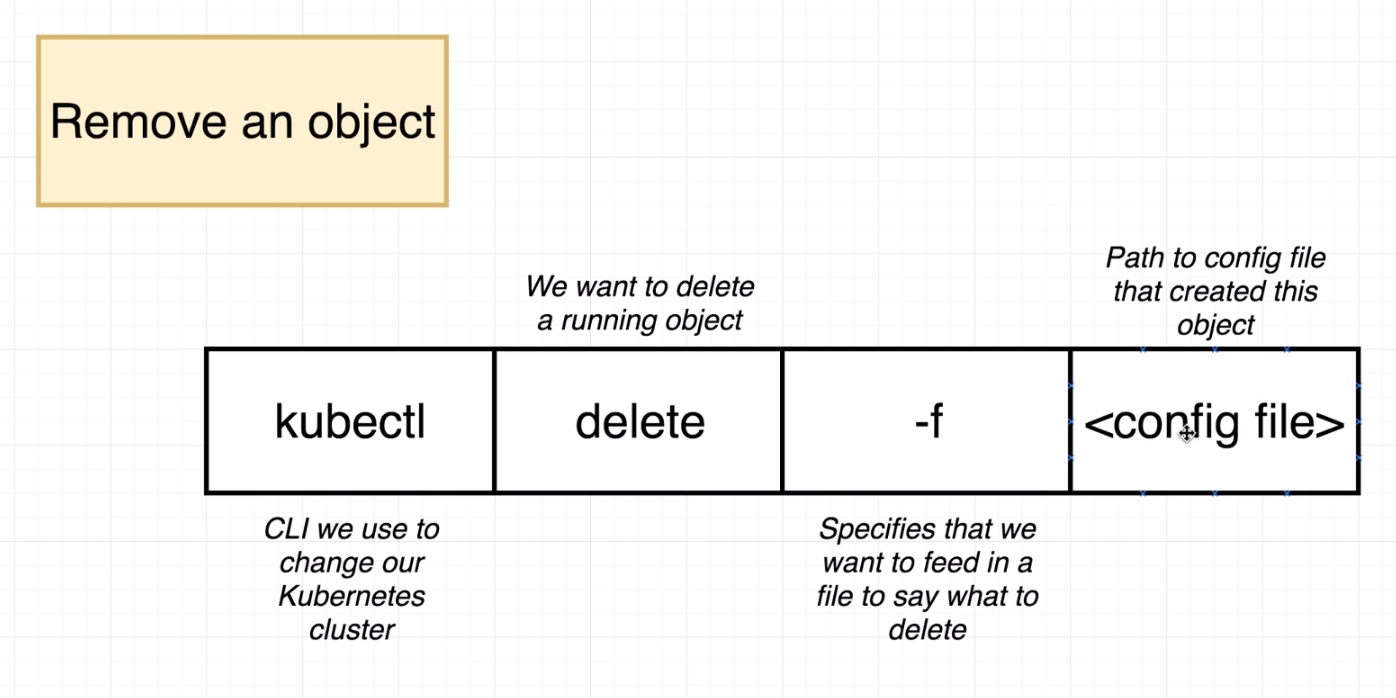 Remove an object
We want to delete
a running object
Path to config file
that created this
object
kubectl
delete
-f
<config file>
CLI we use to
change our
Kubernetes
cluster
Specifies that we
want to feed in a
file to say what to
delete